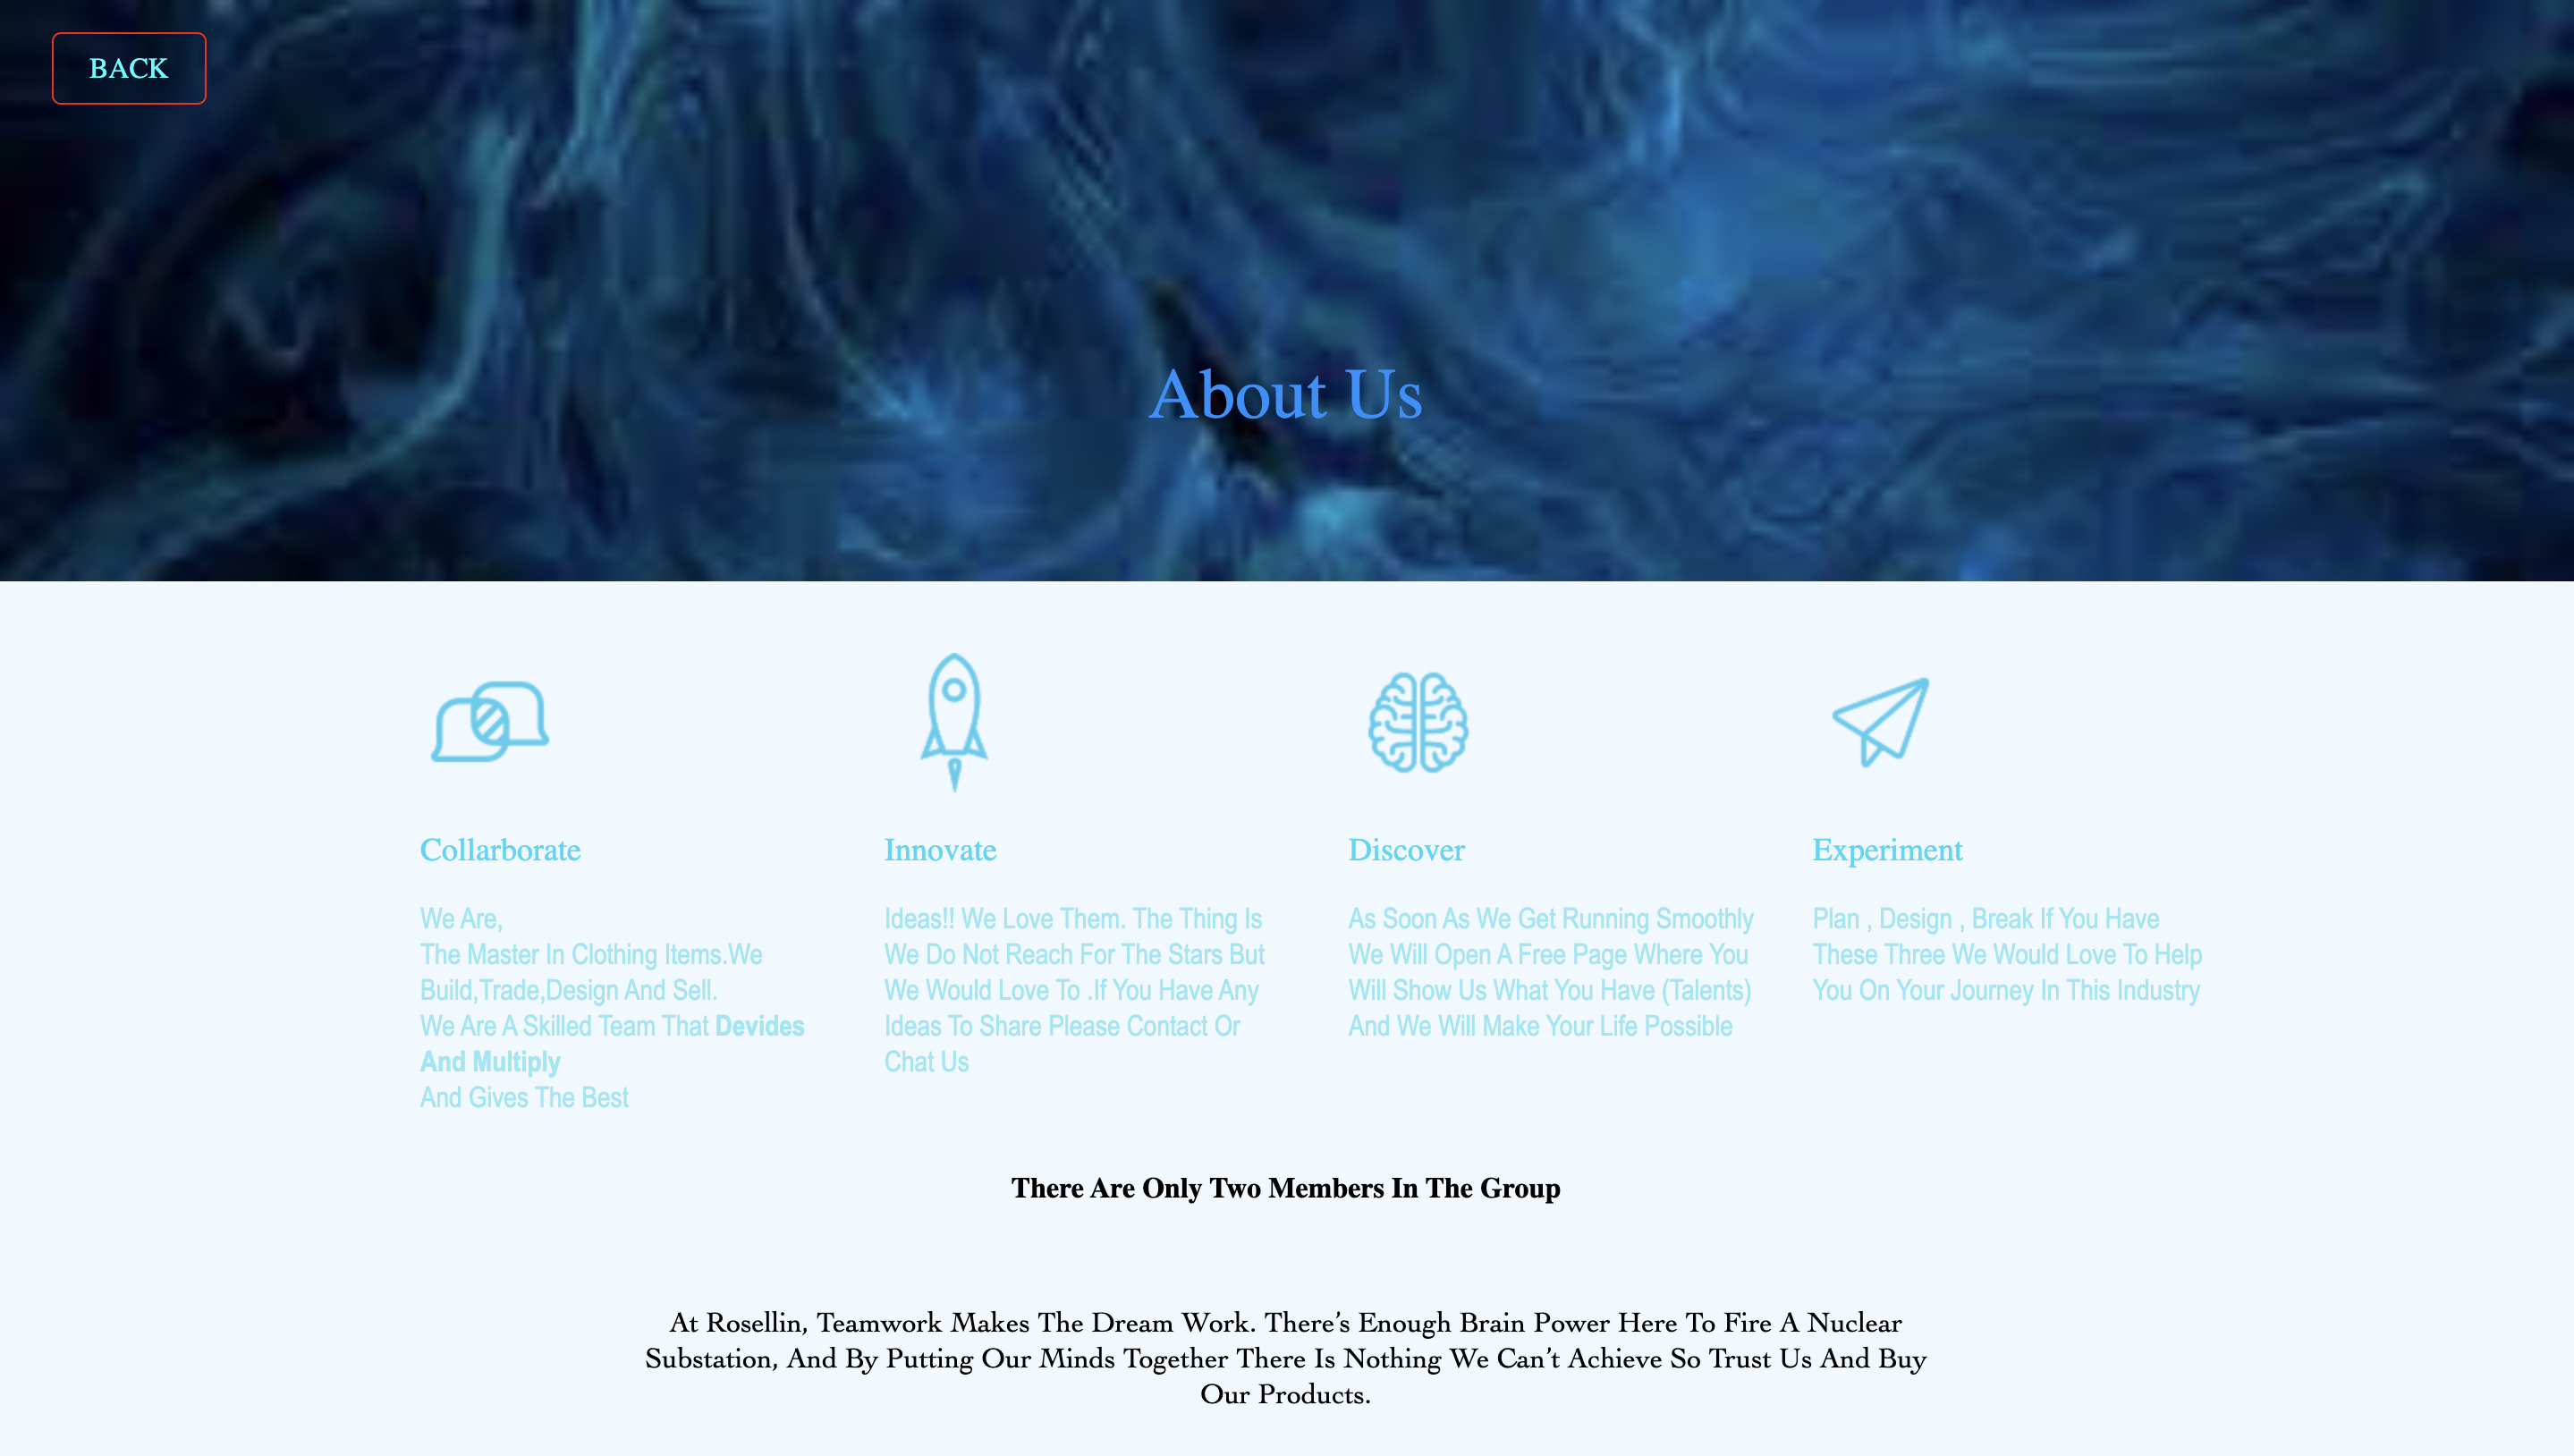 BACK
About Us
Collarborate
We Are,
The Master In Clothing Items.We
Build,Trade,Design And Sell.
We Are A Skilled Team That Devides
And Multiply
And Gives The Best
Innovate
Ideas!! We Love Them. The Thing Is
We Do Not Reach For The Stars But
We Would Love To .If You Have Any
Ideas To Share Please Contact Or
Chat Us
Discover
As Soon As We Get Running Smoothly
We Will Open A Free Page Where You
Will Show Us What You Have (Talents)
And We Will Make Your Life Possible
Experiment
Plan , Design , Break If You Have
These Three We Would Love To Help
You On Your Journey In This Industry
There Are Only Two Members In The Group
At Rosellin, Teamwork Makes The Dream Work. There’s Enough Brain Power Here To Fire A Nuclear
Substation, And By Putting Our Minds Together There Is Nothing We Can’t Achieve So Trust Us And Buy
Our Products.